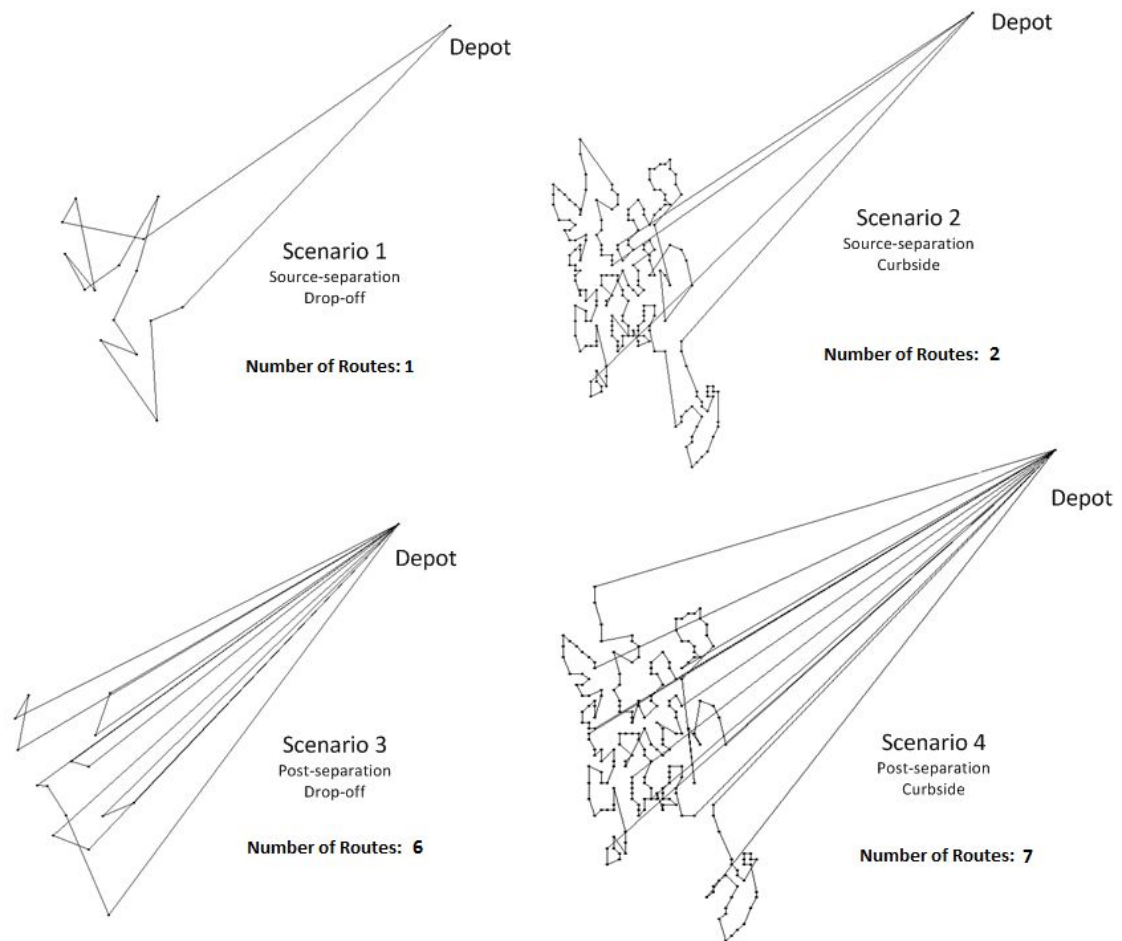 Depot
Scenario 1
Source-separation
Drop-off
Number of Routes: 1
Depot
Scenario 2
Source-separation
Curbside
Number of Routes: 2
Depot
Scenario 3
Post-separation
Drop-off
Number of Routes: 6
Depot
Scenario 4
Post-separation
Curbside
Number of Routes: 7